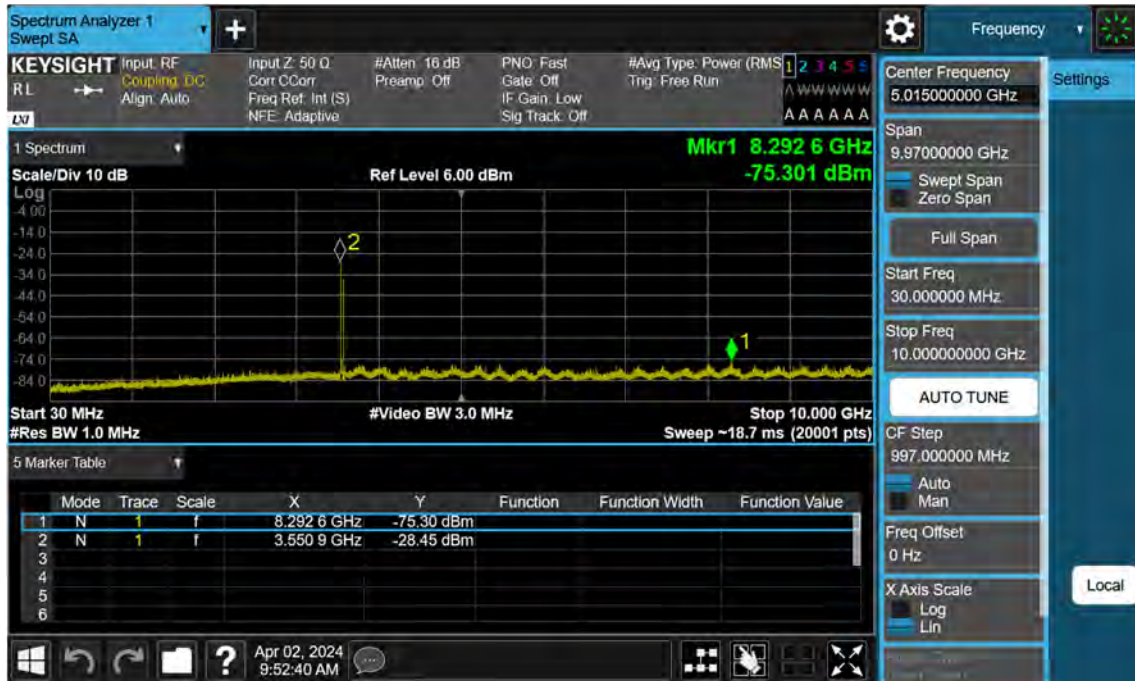 Spectrum Analyzer 1
Swept SA
Frequency
KEYSIGHT
RL
LXI
Input: RF
Coupling: DC
Align: Auto
Input Z: 50 Ω
Corr CCorr
Freq Ref: Int (S)
NFE: Adaptive
#Atten: 16 dB
Preamp: Off
PNO: Fast
Gate: Off
IF Gain: Low
Sig Track: Off
#Avg Type: Power (RMS
Trig: Free Run
1 2 3 4 5 6
A W W W W W
A A A A A A
1 Spectrum
Scale/Div 10 dB
Ref Level 6.00 dBm
Mkr1 8.292 6 GHz
-75.301 dBm
Log
-4.00
-14.0
-24.0
-34.0
-44.0
-54.0
-64.0
-74.0
-84.0
2
1
Start 30 MHz
#Video BW 3.0 MHz
Stop 10.000 GHz
#Res BW 1.0 MHz
Sweep ~18.7 ms (20001 pts)
5 Marker Table
Mode Trace Scale X Y Function Function Width Function Value
1 N 1 f 8.292 6 GHz -75.30 dBm
2 N 1 f 3.550 9 GHz -28.45 dBm
3
4
5
6
?
Apr 02, 2024
9:52:40 AM
Center Frequency
5.015000000 GHz
Span
9.97000000 GHz
Swept Span
Zero Span
Full Span
Start Freq
30.000000 MHz
Stop Freq
10.000000000 GHz
AUTO TUNE
CF Step
997.000000 MHz
Auto
Man
Freq Offset
0 Hz
X Axis Scale
Log
Lin
Settings
Local